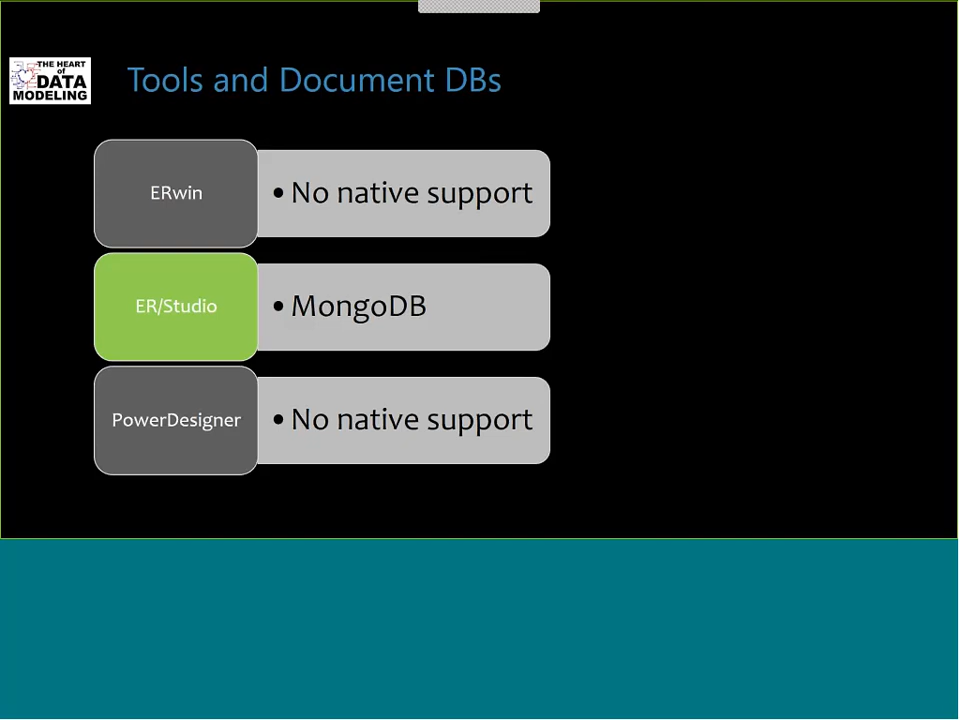 THE HEART
of
DATA
MODELING
Tools and Document DBs
ERwin
• No native support
ER/Studio
• MongoDB
PowerDesigner
• No native support